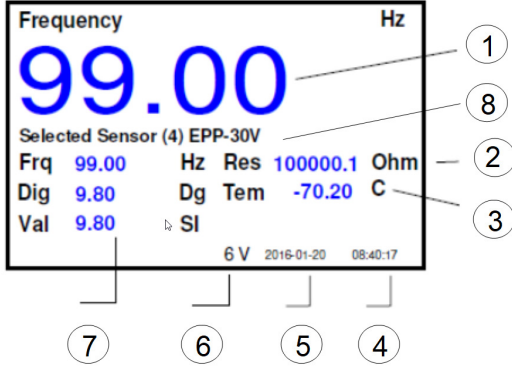 Frequency Hz
99.00
Selected Sensor (4) EPP-30V
Frq 99.00 Hz Res 100000.1 Ohm
Dig 9.80 Dg Tem -70.20 C
Val 9.80 SI
6 V 2016-01-20 08:40:17
1
8
2
3
7
6
5
4